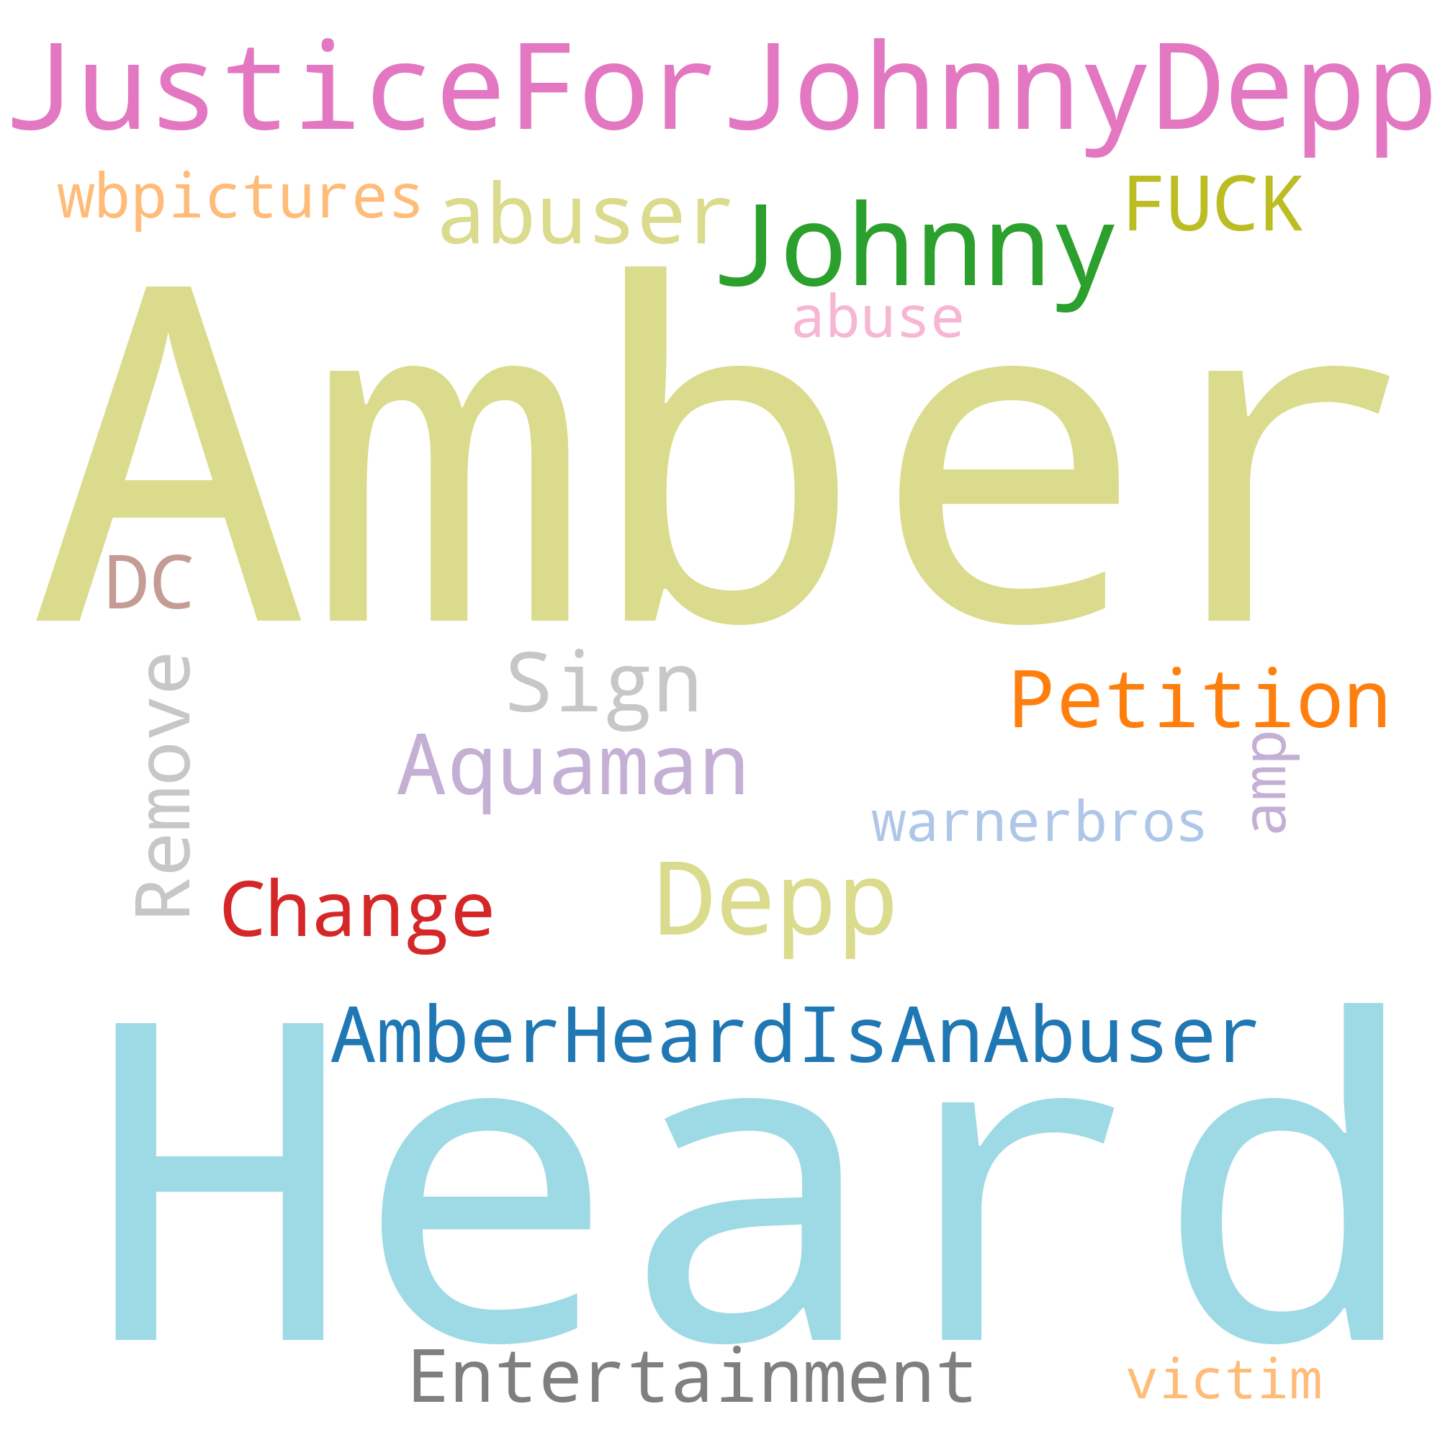 JusticeForJohnnyDepp
wbpictures
abuser
Johnny
FUCK
abuse
Amber
DC
Remove
Sign
Petition
Aquaman
amp
warnerbros
Change
Depp
AmberHeardIsAnAbuser
Heard
Entertainment
victim